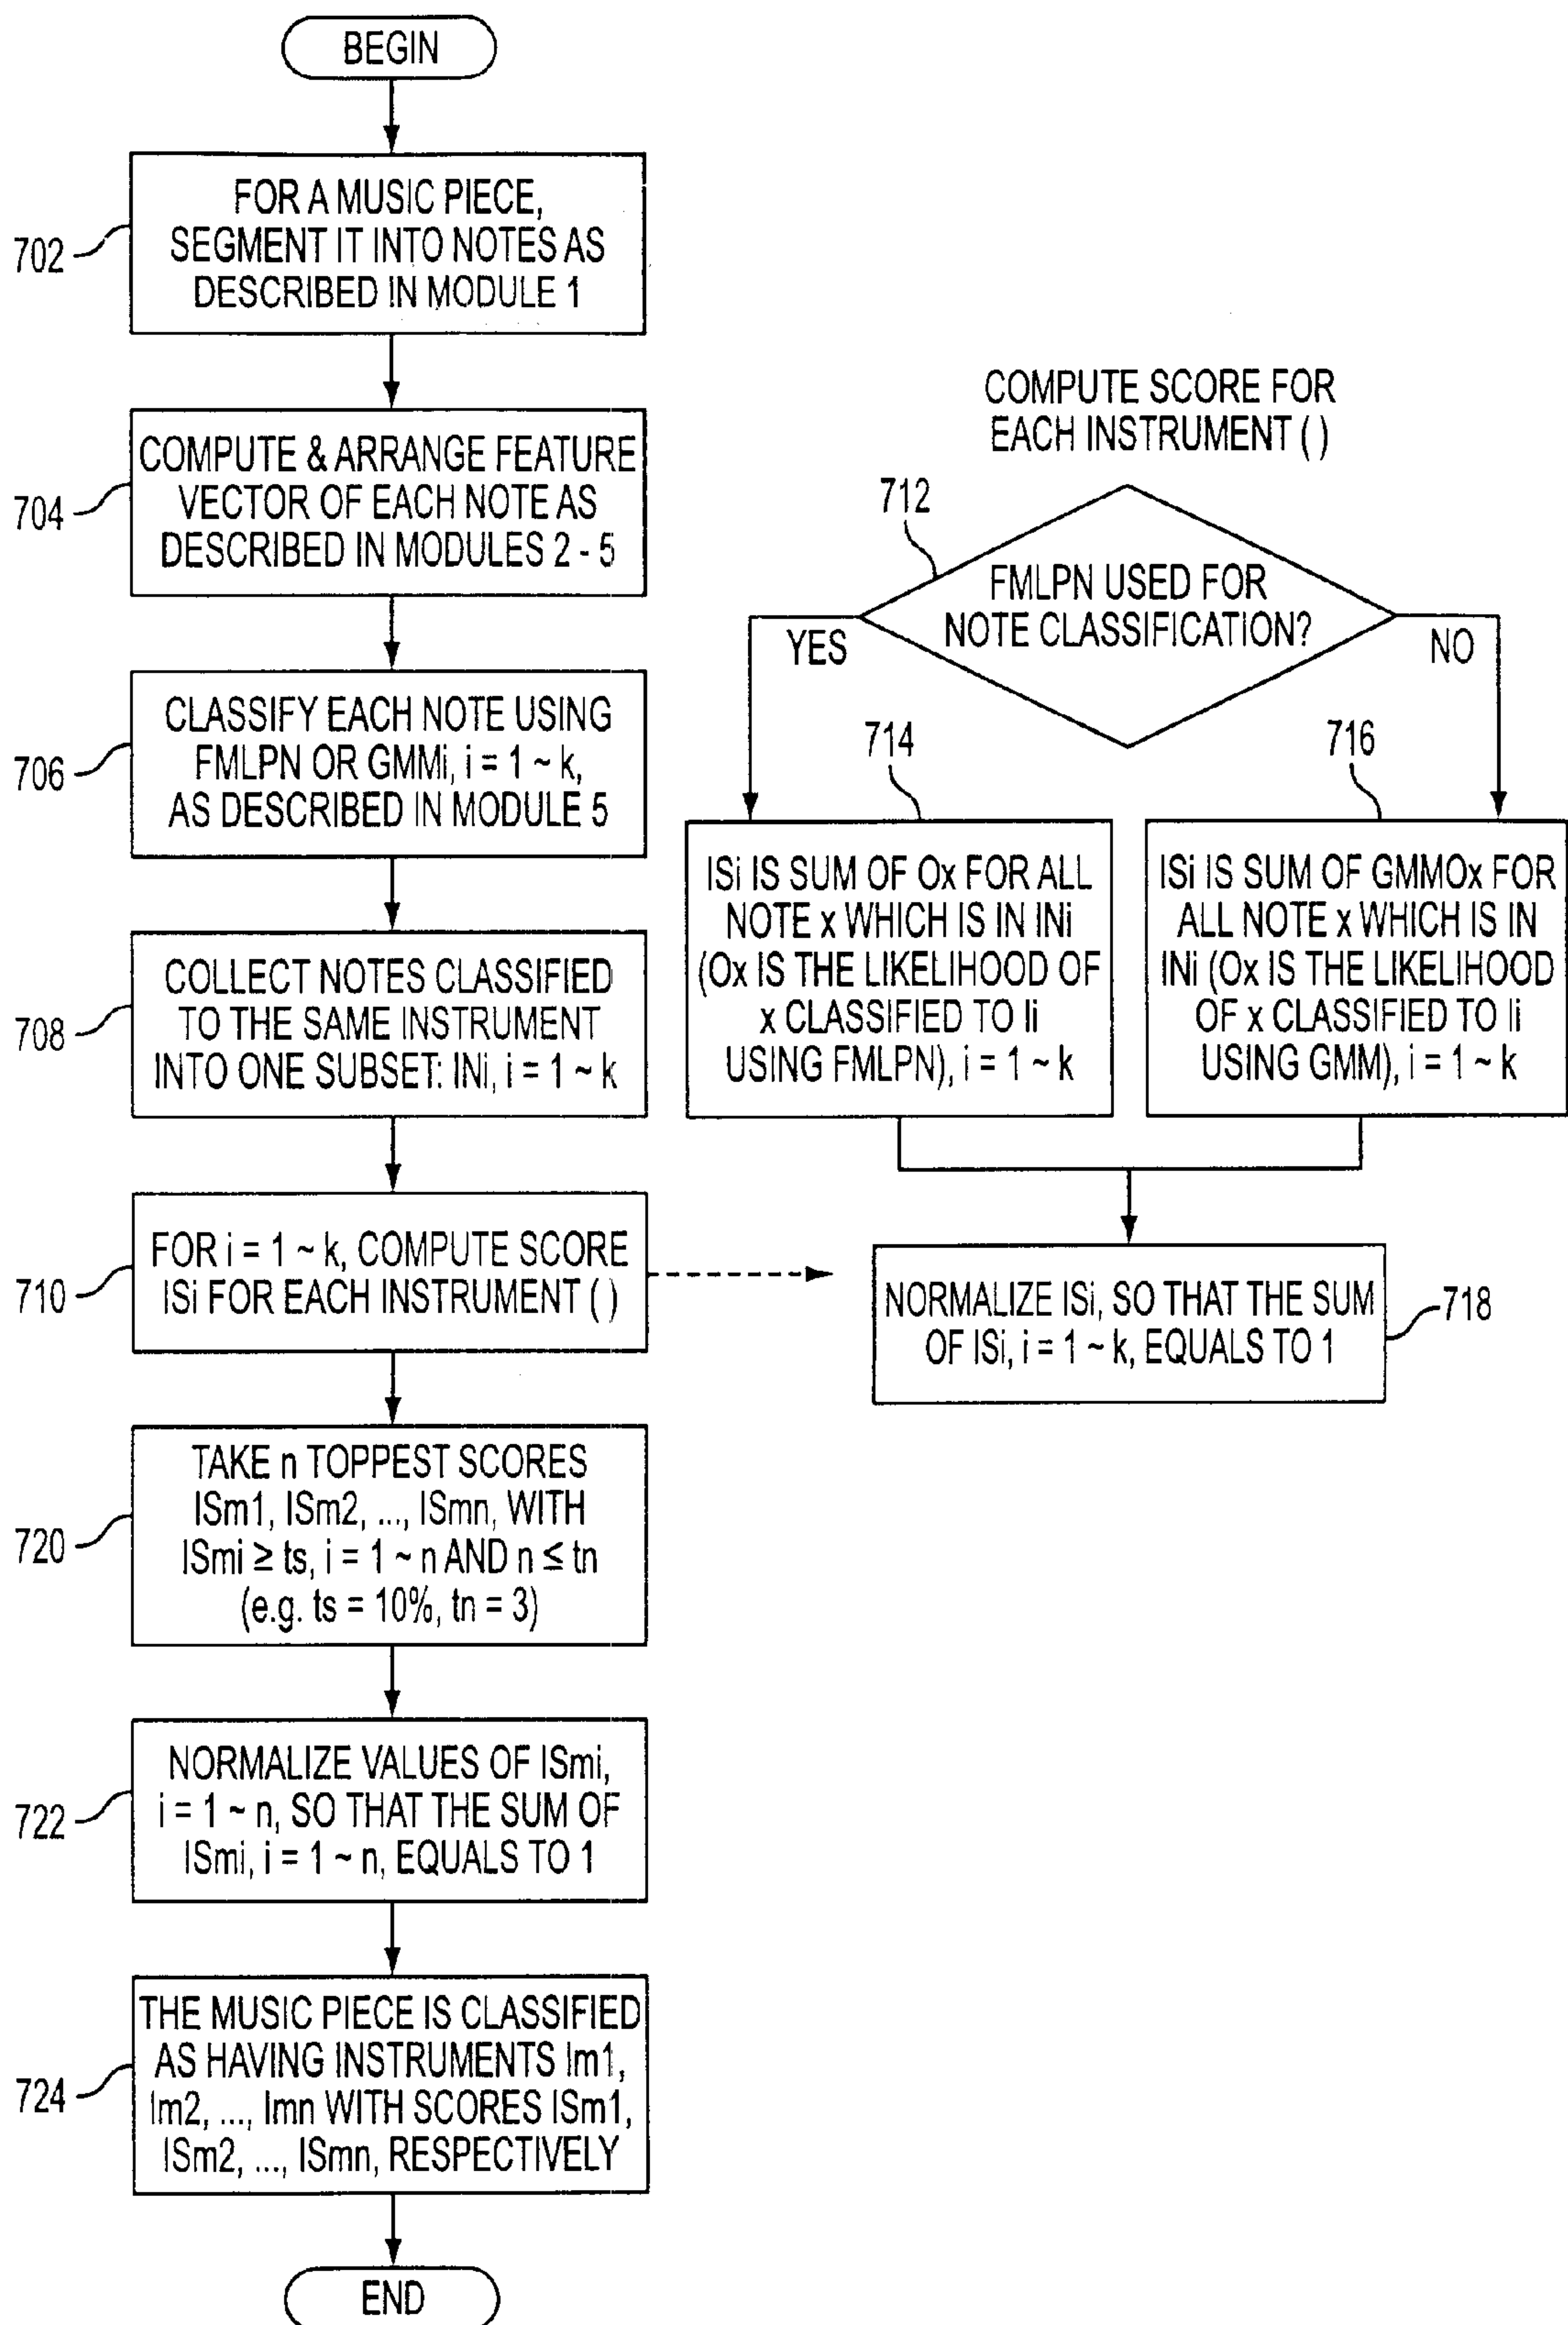 BEGIN
FOR A MUSIC PIECE,
SEGMENT IT INTO NOTES AS
DESCRIBED IN MODULE 1
702
COMPUTE & ARRANGE FEATURE
VECTOR OF EACH NOTE AS
DESCRIBED IN MODULES 2 - 5
704
CLASSIFY EACH NOTE USING
FMLPN OR GMMi, i = 1 ~ k,
AS DESCRIBED IN MODULE 5
706
COLLECT NOTES CLASSIFIED
TO THE SAME INSTRUMENT
INTO ONE SUBSET: INi, i = 1 ~ k
708
FOR i = 1 ~ k, COMPUTE SCORE
ISi FOR EACH INSTRUMENT ( )
710
TAKE n TOPPEST SCORES
ISm1, ISm2, ..., ISmn, WITH
ISmi ≥ ts, i = 1 ~ n AND n ≤ tn
(e.g. ts = 10%, tn = 3)
720
NORMALIZE VALUES OF ISmi,
i = 1 ~ n, SO THAT THE SUM OF
ISmi, i = 1 ~ n, EQUALS TO 1
722
THE MUSIC PIECE IS CLASSIFIED
AS HAVING INSTRUMENTS Im1,
Im2, ..., Imn WITH SCORES ISm1,
ISm2, ..., ISmn, RESPECTIVELY
724
END
COMPUTE SCORE FOR
EACH INSTRUMENT ( )
712
FMLPN USED FOR
NOTE CLASSIFICATION?
YES
NO
714
ISi IS SUM OF Ox FOR ALL
NOTE x WHICH IS IN INi
(Ox IS THE LIKELIHOOD OF
x CLASSIFIED TO Ii
USING FMLPN), i = 1 ~ k
716
ISi IS SUM OF GMMOx FOR
ALL NOTE x WHICH IS IN
INi (Ox IS THE LIKELIHOOD
OF x CLASSIFIED TO Ii
USING GMM), i = 1 ~ k
NORMALIZE ISi, SO THAT THE SUM
OF ISi, i = 1 ~ k, EQUALS TO 1
718